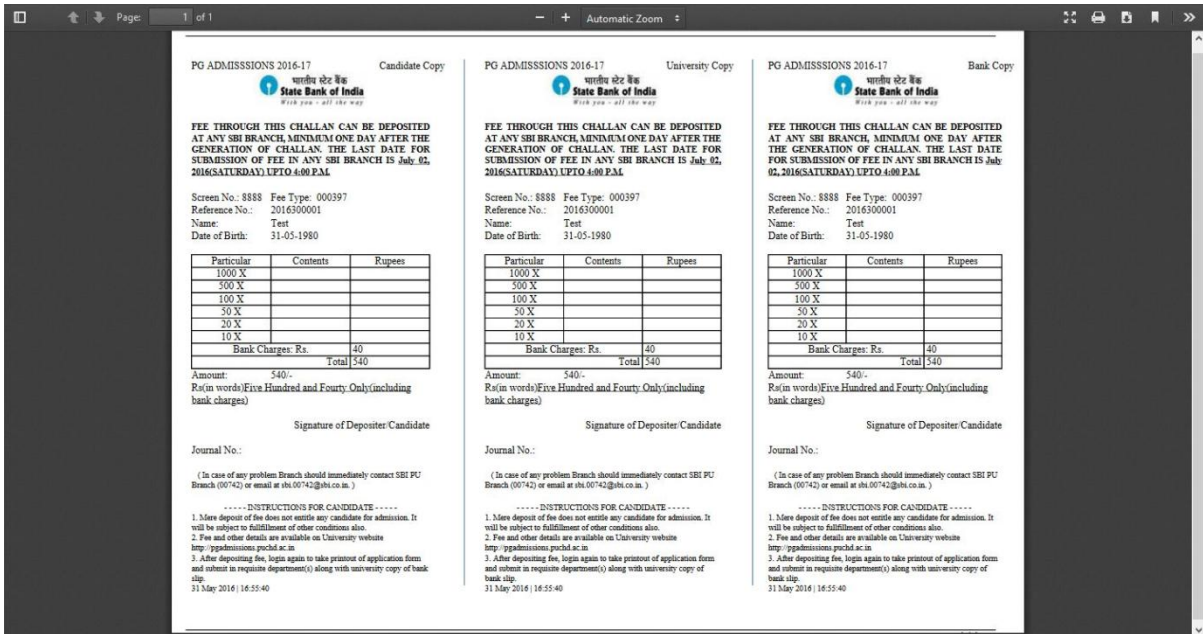 Page: 1 of 1 − + Automatic Zoom
PG ADMISSSIONS 2016-17 Candidate Copy
भारतीय स्टेट बैंक
State Bank of India
With you - all the way
FEE THROUGH THIS CHALLAN CAN BE DEPOSITED
AT ANY SBI BRANCH, MINIMUM ONE DAY AFTER THE
GENERATION OF CHALLAN. THE LAST DATE FOR
SUBMISSION OF FEE IN ANY SBI BRANCH IS July 02,
2016(SATURDAY) UPTO 4:00 P.M.
Screen No.: 8888 Fee Type: 000397
Reference No.: 2016300001
Name: Test
Date of Birth: 31-05-1980
Particular Contents Rupees
1000 X
500 X
100 X
50 X
20 X
10 X
Bank Charges: Rs. 40
Total 540
Amount: 540/-
Rs(in words)Five Hundred and Fourty Only(including
bank charges)
Signature of Depositer/Candidate
Journal No.:
( In case of any problem Branch should immediately contact SBI PU
Branch (00742) or email at sbi.00742@sbi.co.in. )
- - - - - INSTRUCTIONS FOR CANDIDATE - - - - -
1. Mere deposit of fee does not entitle any candidate for admission. It
will be subject to fullfillment of other conditions also.
2. Fee and other details are available on University website
http://pgadmissions.puchd.ac.in
3. After depositing fee, login again to take printout of application form
and submit in requisite department(s) along with university copy of bank
slip.
31 May 2016 | 16:55:40
PG ADMISSSIONS 2016-17 University Copy
भारतीय स्टेट बैंक
State Bank of India
With you - all the way
FEE THROUGH THIS CHALLAN CAN BE DEPOSITED
AT ANY SBI BRANCH, MINIMUM ONE DAY AFTER THE
GENERATION OF CHALLAN. THE LAST DATE FOR
SUBMISSION OF FEE IN ANY SBI BRANCH IS July 02,
2016(SATURDAY) UPTO 4:00 P.M.
Screen No.: 8888 Fee Type: 000397
Reference No.: 2016300001
Name: Test
Date of Birth: 31-05-1980
Particular Contents Rupees
1000 X
500 X
100 X
50 X
20 X
10 X
Bank Charges: Rs. 40
Total 540
Amount: 540/-
Rs(in words)Five Hundred and Fourty Only(including
bank charges)
Signature of Depositer/Candidate
Journal No.:
( In case of any problem Branch should immediately contact SBI PU
Branch (00742) or email at sbi.00742@sbi.co.in. )
- - - - - INSTRUCTIONS FOR CANDIDATE - - - - -
1. Mere deposit of fee does not entitle any candidate for admission. It
will be subject to fullfillment of other conditions also.
2. Fee and other details are available on University website
http://pgadmissions.puchd.ac.in
3. After depositing fee, login again to take printout of application form
and submit in requisite department(s) along with university copy of
bank slip.
31 May 2016 | 16:55:40
PG ADMISSSIONS 2016-17 Bank Copy
भारतीय स्टेट बैंक
State Bank of India
With you - all the way
FEE THROUGH THIS CHALLAN CAN BE DEPOSITED
AT ANY SBI BRANCH, MINIMUM ONE DAY AFTER
THE GENERATION OF CHALLAN. THE LAST DATE
FOR SUBMISSION OF FEE IN ANY SBI BRANCH IS July
02, 2016(SATURDAY) UPTO 4:00 P.M.
Screen No.: 8888 Fee Type: 000397
Reference No.: 2016300001
Name: Test
Date of Birth: 31-05-1980
Particular Contents Rupees
1000 X
500 X
100 X
50 X
20 X
10 X
Bank Charges: Rs. 40
Total 540
Amount: 540/-
Rs(in words)Five Hundred and Fourty Only(including
bank charges)
Signature of Depositer/Candidate
Journal No.:
( In case of any problem Branch should immediately contact SBI PU
Branch (00742) or email at sbi.00742@sbi.co.in. )
- - - - - INSTRUCTIONS FOR CANDIDATE - - - - -
1. Mere deposit of fee does not entitle any candidate for admission. It
will be subject to fullfillment of other conditions also.
2. Fee and other details are available on University website
http://pgadmissions.puchd.ac.in
3. After depositing fee, login again to take printout of application form
and submit in requisite department(s) along with university copy of
bank slip.
31 May 2016 | 16:55:40